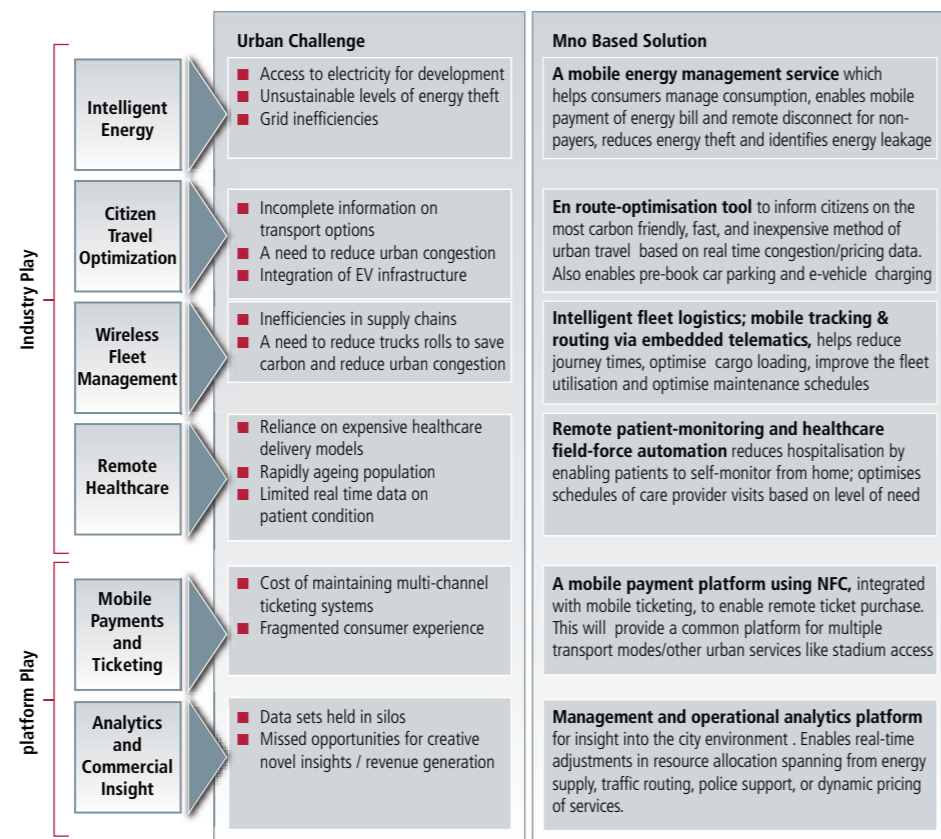 Urban Challenge
Mno Based Solution
Industry Play
Intelligent
Energy
■ Access to electricity for development
■ Unsustainable levels of energy theft
■ Grid inefficiencies
A mobile energy management service which
helps consumers manage consumption, enables mobile
payment of energy bill and remote disconnect for non-
payers, reduces energy theft and identifies energy leakage
Citizen
Travel
Optimization
■ Incomplete information on
transport options
■ A need to reduce urban congestion
■ Integration of EV infrastructure
En route-optimisation tool to inform citizens on the
most carbon friendly, fast, and inexpensive method of
urban travel based on real time congestion/pricing data.
Also enables pre-book car parking and e-vehicle charging
Wireless
Fleet
Management
■ Inefficiencies in supply chains
■ A need to reduce trucks rolls to save
carbon and reduce urban congestion
Intelligent fleet logistics; mobile tracking &
routing via embedded telematics, helps reduce
journey times, optimise cargo loading, improve the fleet
utilisation and optimise maintenance schedules
Remote
Healthcare
■ Reliance on expensive healthcare
delivery models
■ Rapidly ageing population
■ Limited real time data on
patient condition
Remote patient-monitoring and healthcare
field-force automation reduces hospitalisation by
enabling patients to self-monitor from home; optimises
schedules of care provider visits based on level of need
platform Play
Mobile
Payments
and
Ticketing
■ Cost of maintaining multi-channel
ticketing systems
■ Fragmented consumer experience
A mobile payment platform using NFC, integrated
with mobile ticketing, to enable remote ticket purchase.
This will provide a common platform for multiple
transport modes/other urban services like stadium access
Analytics
and
Commercial
Insight
■ Data sets held in silos
■ Missed opportunities for creative
novel insights / revenue generation
Management and operational analytics platform
for insight into the city environment . Enables real-time
adjustments in resource allocation spanning from energy
supply, traffic routing, police support, or dynamic pricing
of services.